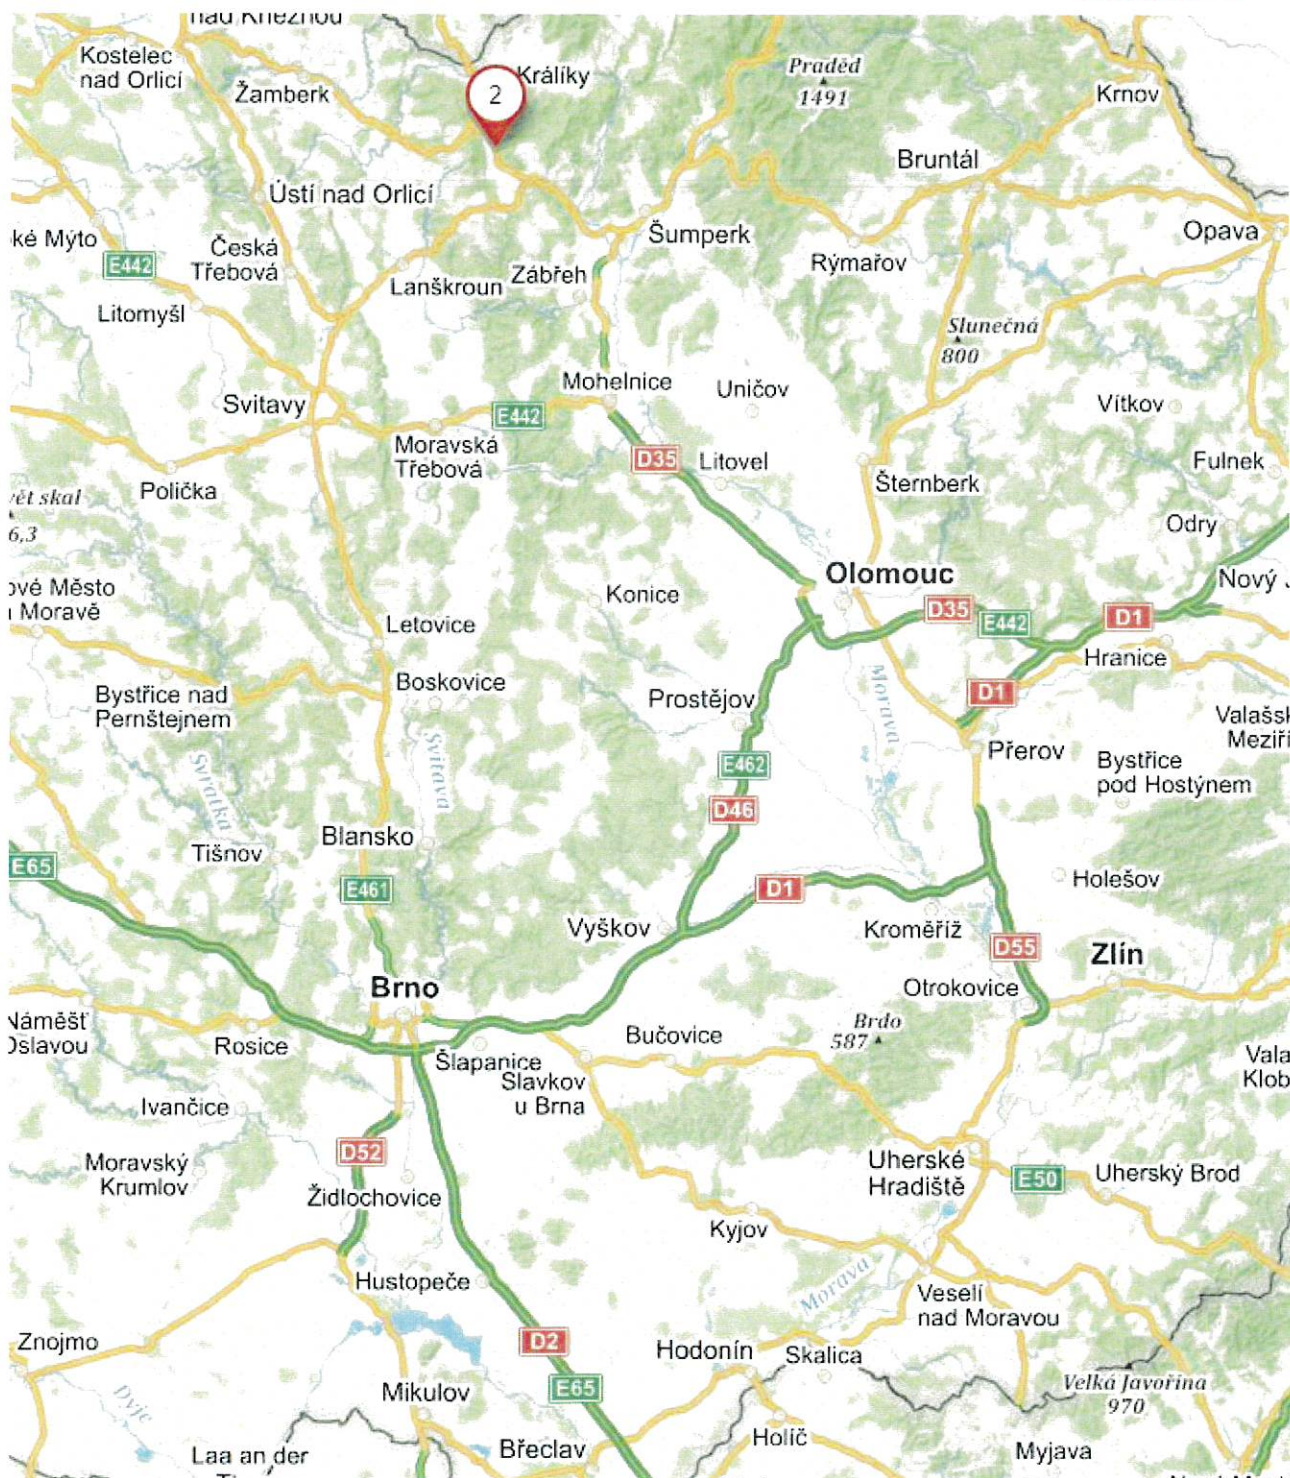 nad Kněžnou
Kostelec
nad Orlicí
Žamberk
Králíky
2
Praděd
1491
Krnov
Bruntál
Ústí nad Orlicí
ké Mýto
Česká
Třebová
Šumperk
Opava
E442
Lanškroun
Zábřeh
Rýmařov
Litomyšl
Slunečná
800
Mohelnice
Uničov
Svitavy
E442
Vítkov
Moravská
Třebová
D35
Litovel
Šternberk
Fulnek
Polička
vět skal
6,3
Odry
ové Město
Moravě
Konice
Olomouc
Nový J
D35
E442
D1
Letovice
Hranice
Bystřice nad
Pernštejnem
Boskovice
Prostějov
Morava
D1
Valašsk
Meziří
Přerov
Svratka
Svitava
E462
Bystřice
pod Hostýnem
D46
Blansko
Tišnov
E65
E461
D1
Holešov
Vyškov
Kroměříž
D55
Zlín
Brno
Otrokovice
Náměšť
Oslavou
Rosice
Šlapanice
Bučovice
Brdo
587
Vala
Klob
Slavkov
u Brna
Ivančice
D52
Moravský
Krumlov
Židlochovice
Uherské
Hradiště
E50
Uherský Brod
Kyjov
Hustopeče
Morava
Veselí
nad Moravou
Znojmo
D2
Hodonín
Skalica
Dyje
Mikulov
E65
Velká Javořina
970
Laa an der
Břeclav
Holíč
Myjava